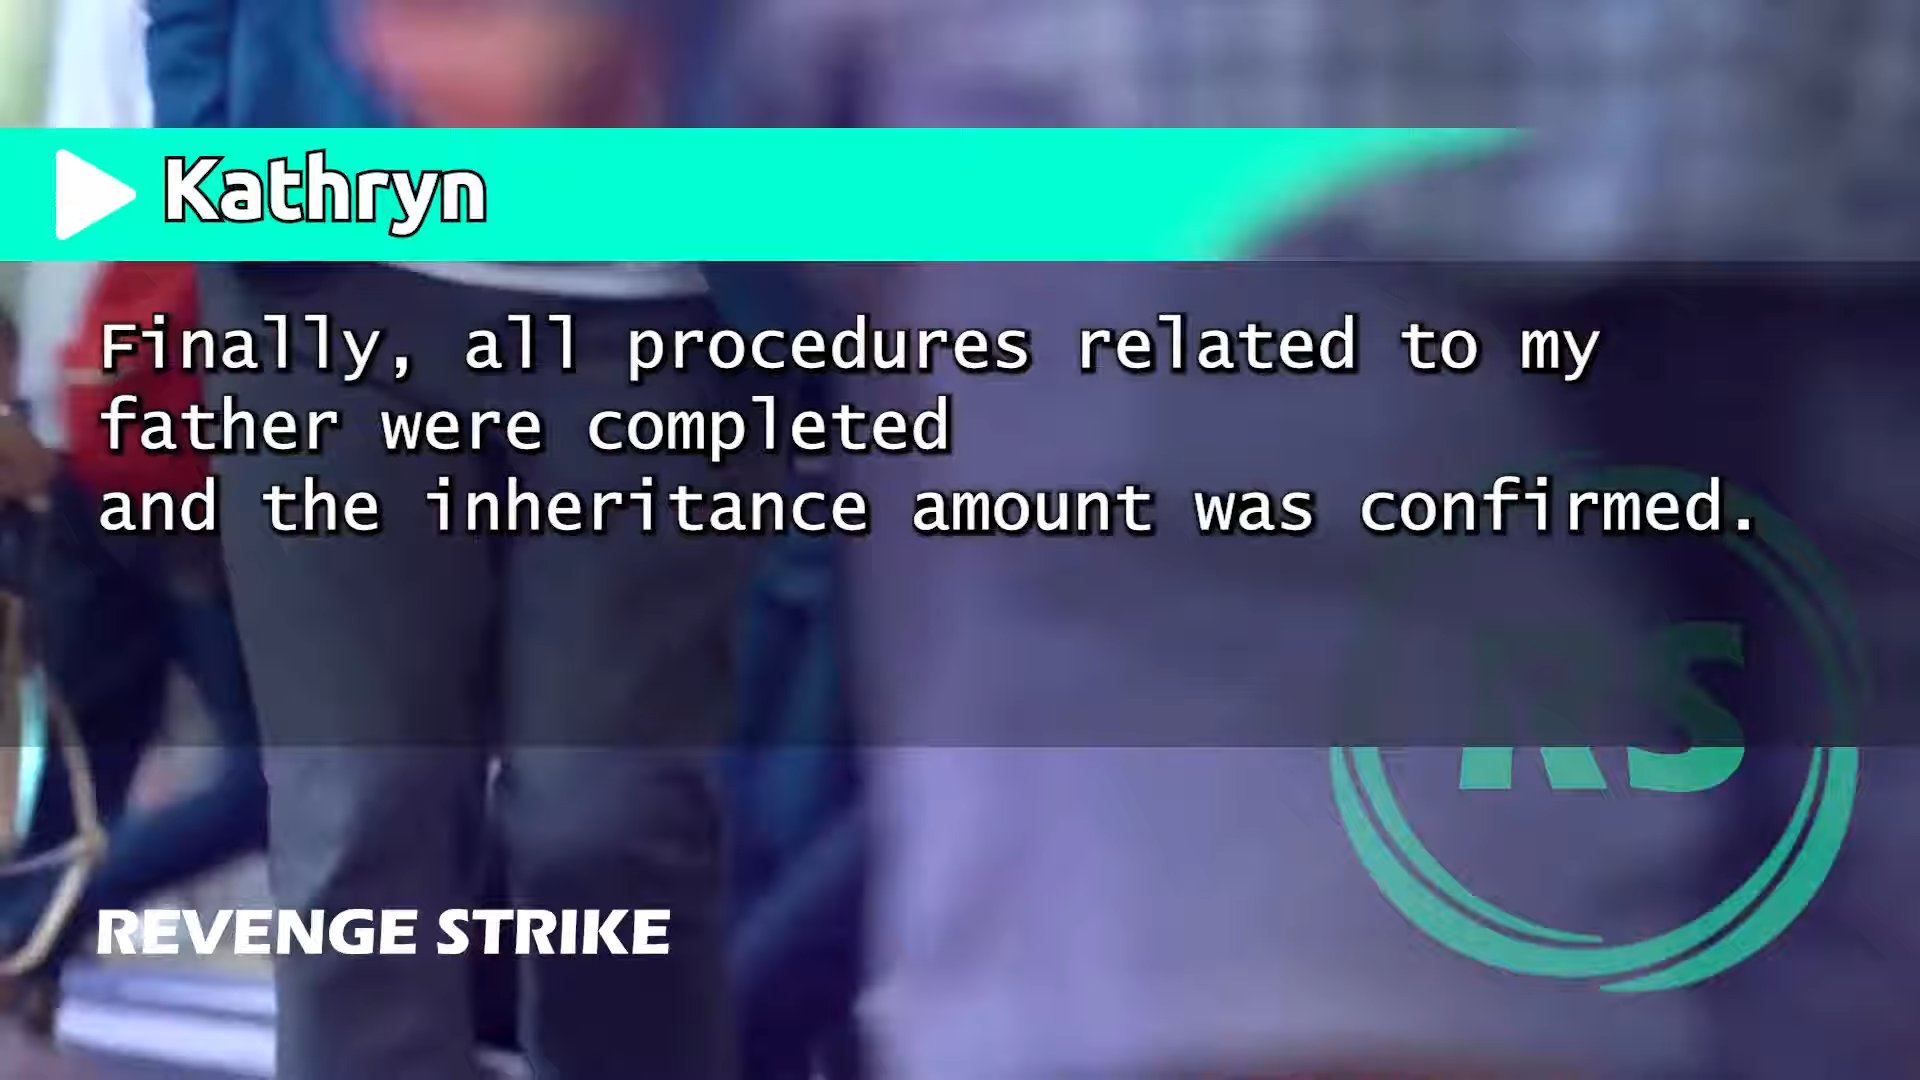 Kathryn
Finally, all procedures related to my
father were completed
and the inheritance amount was confirmed.
RS
REVENGE STRIKE